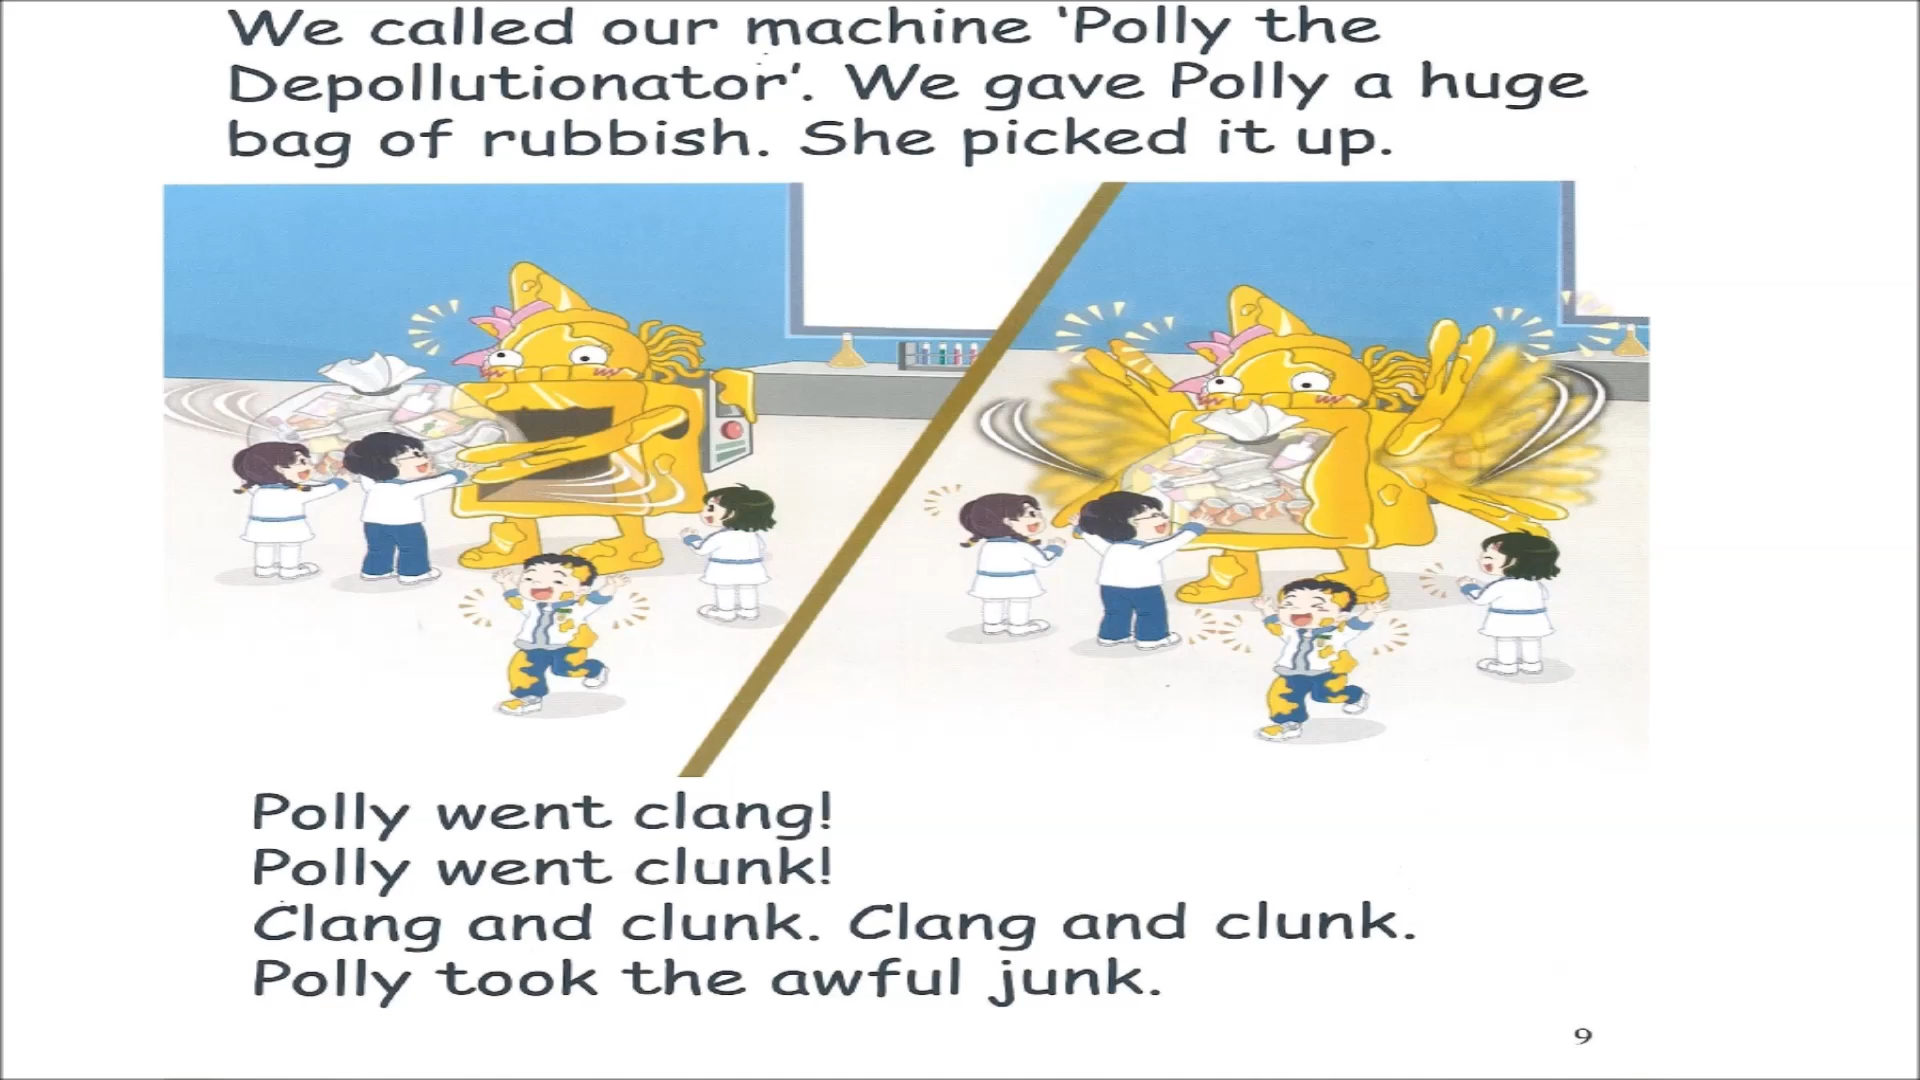 We called our machine ‘Polly the
Depollutionator’. We gave Polly a huge
bag of rubbish. She picked it up.
Polly went clang!
Polly went clunk!
Clang and clunk. Clang and clunk.
Polly took the awful junk.
9